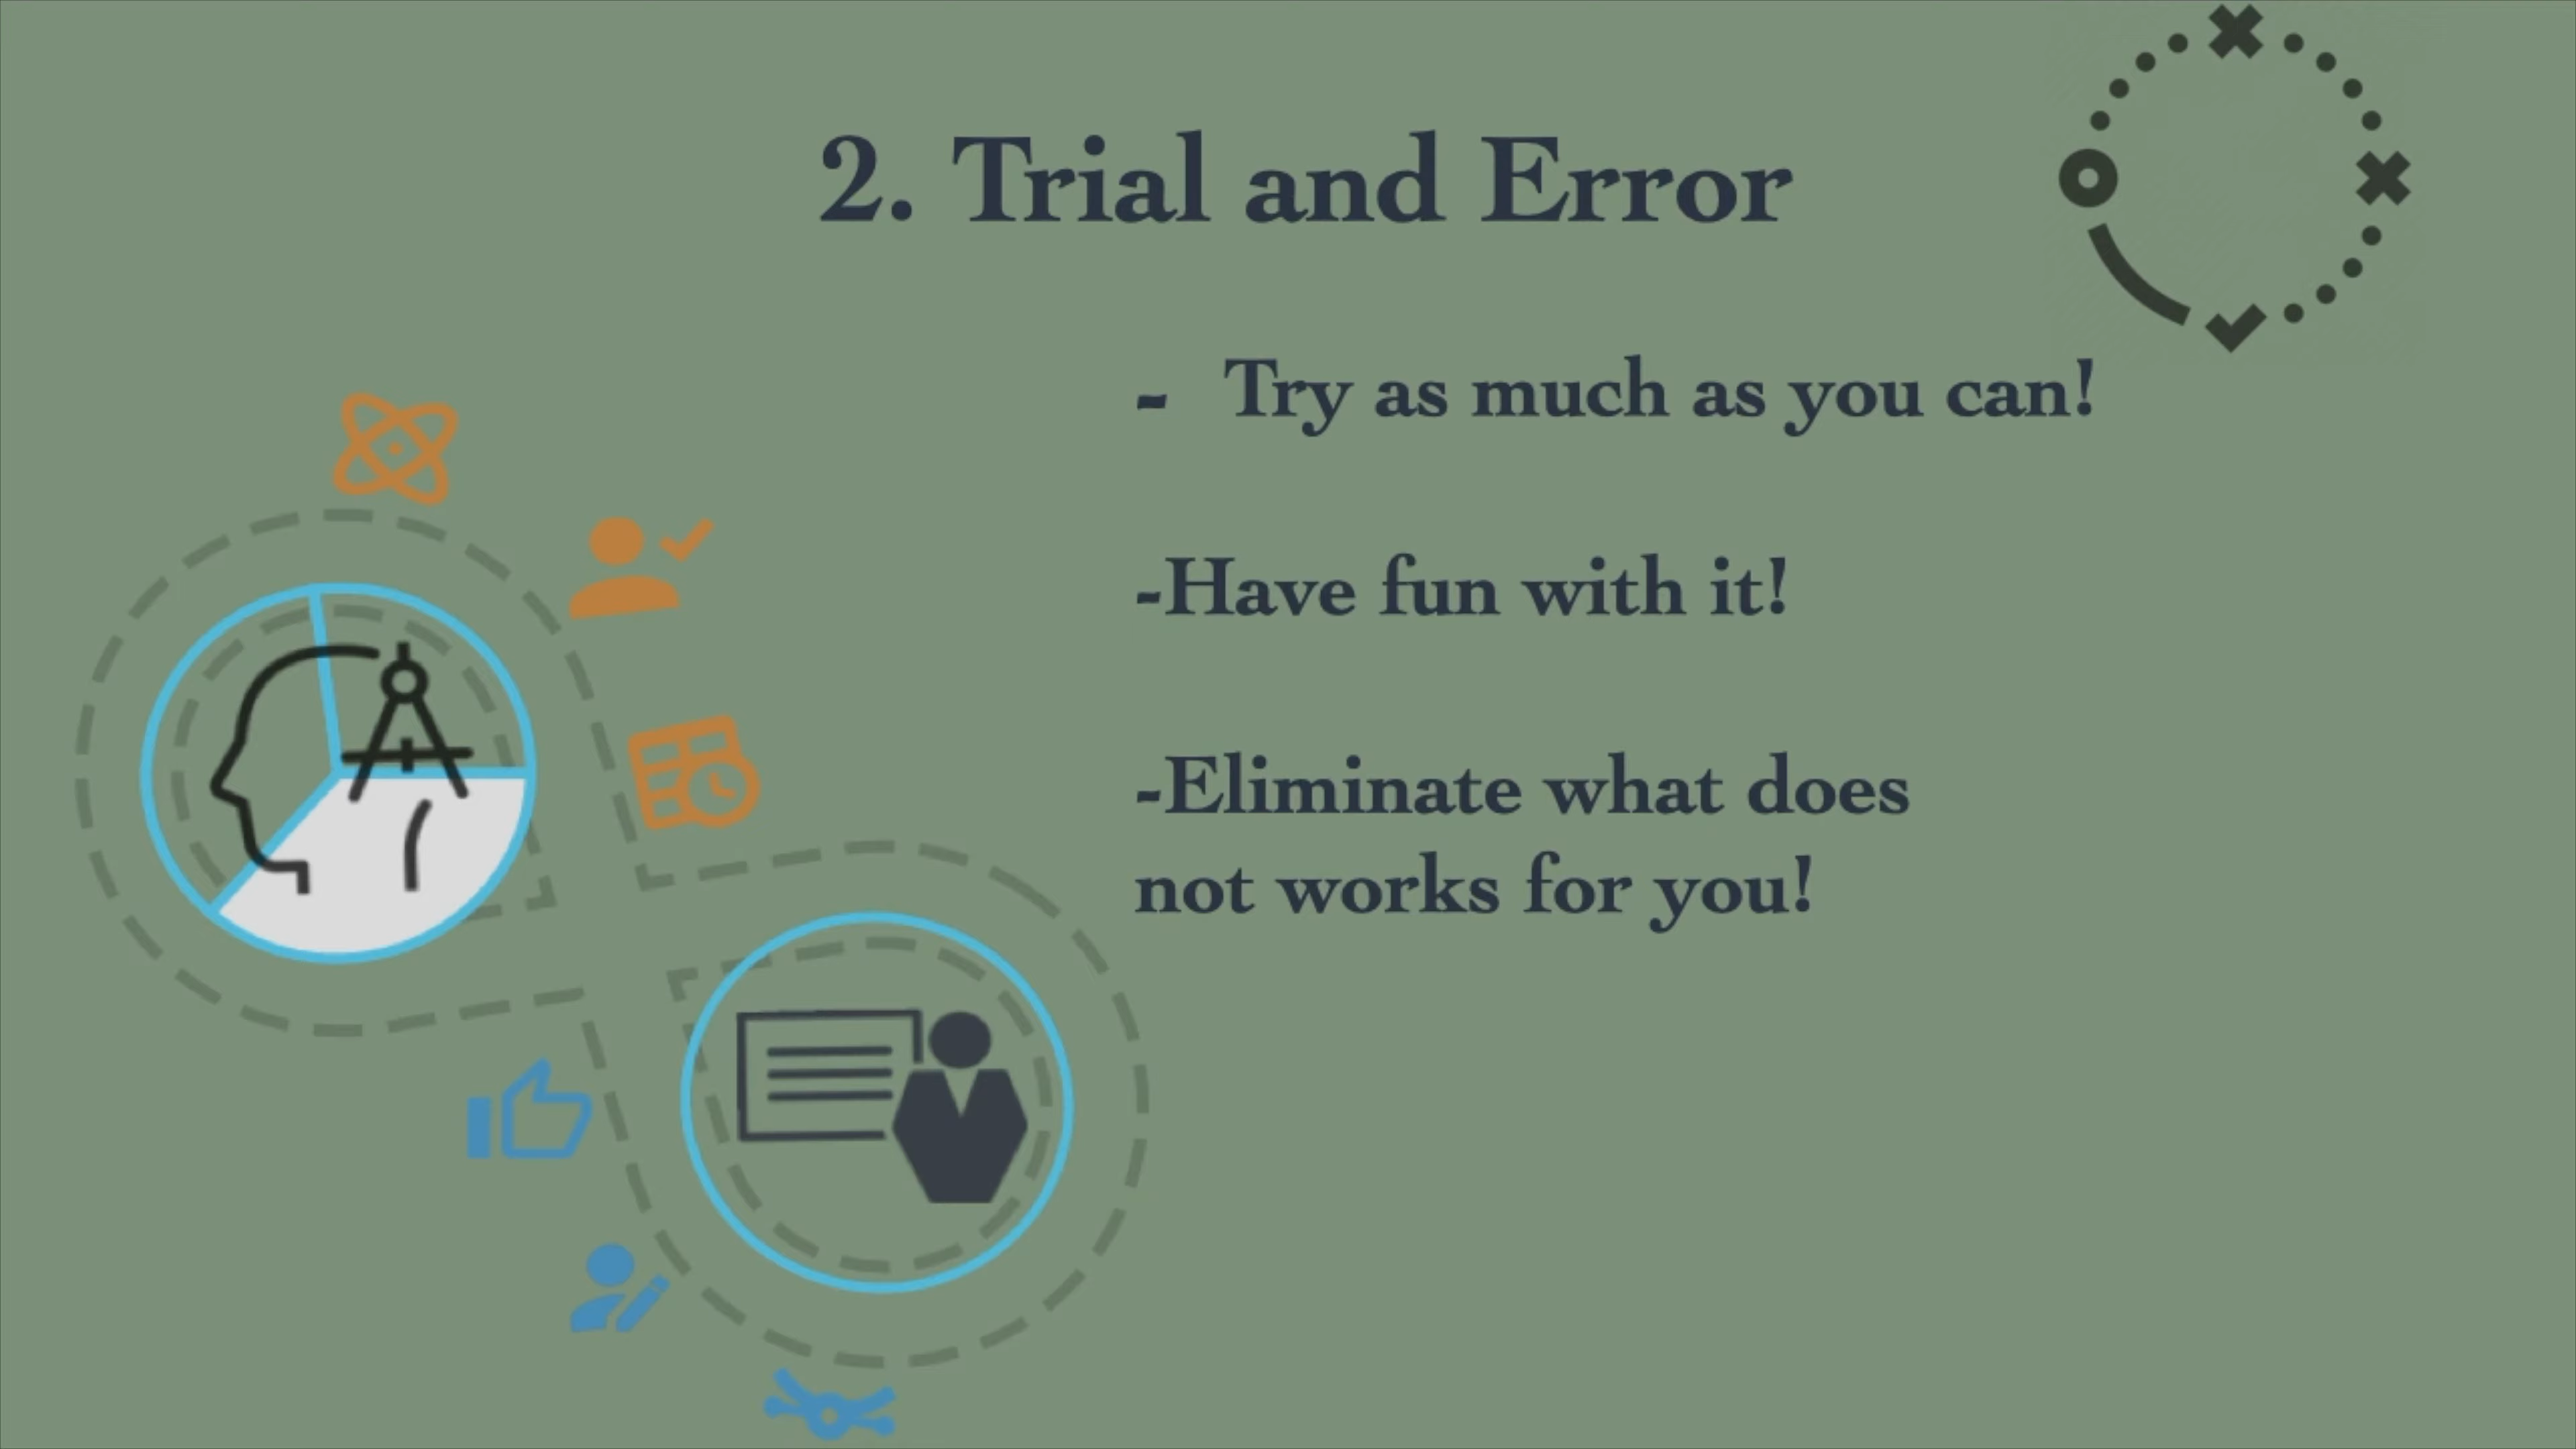 2. Trial and Error
- Try as much as you can!
-Have fun with it!
-Eliminate what does
not works for you!